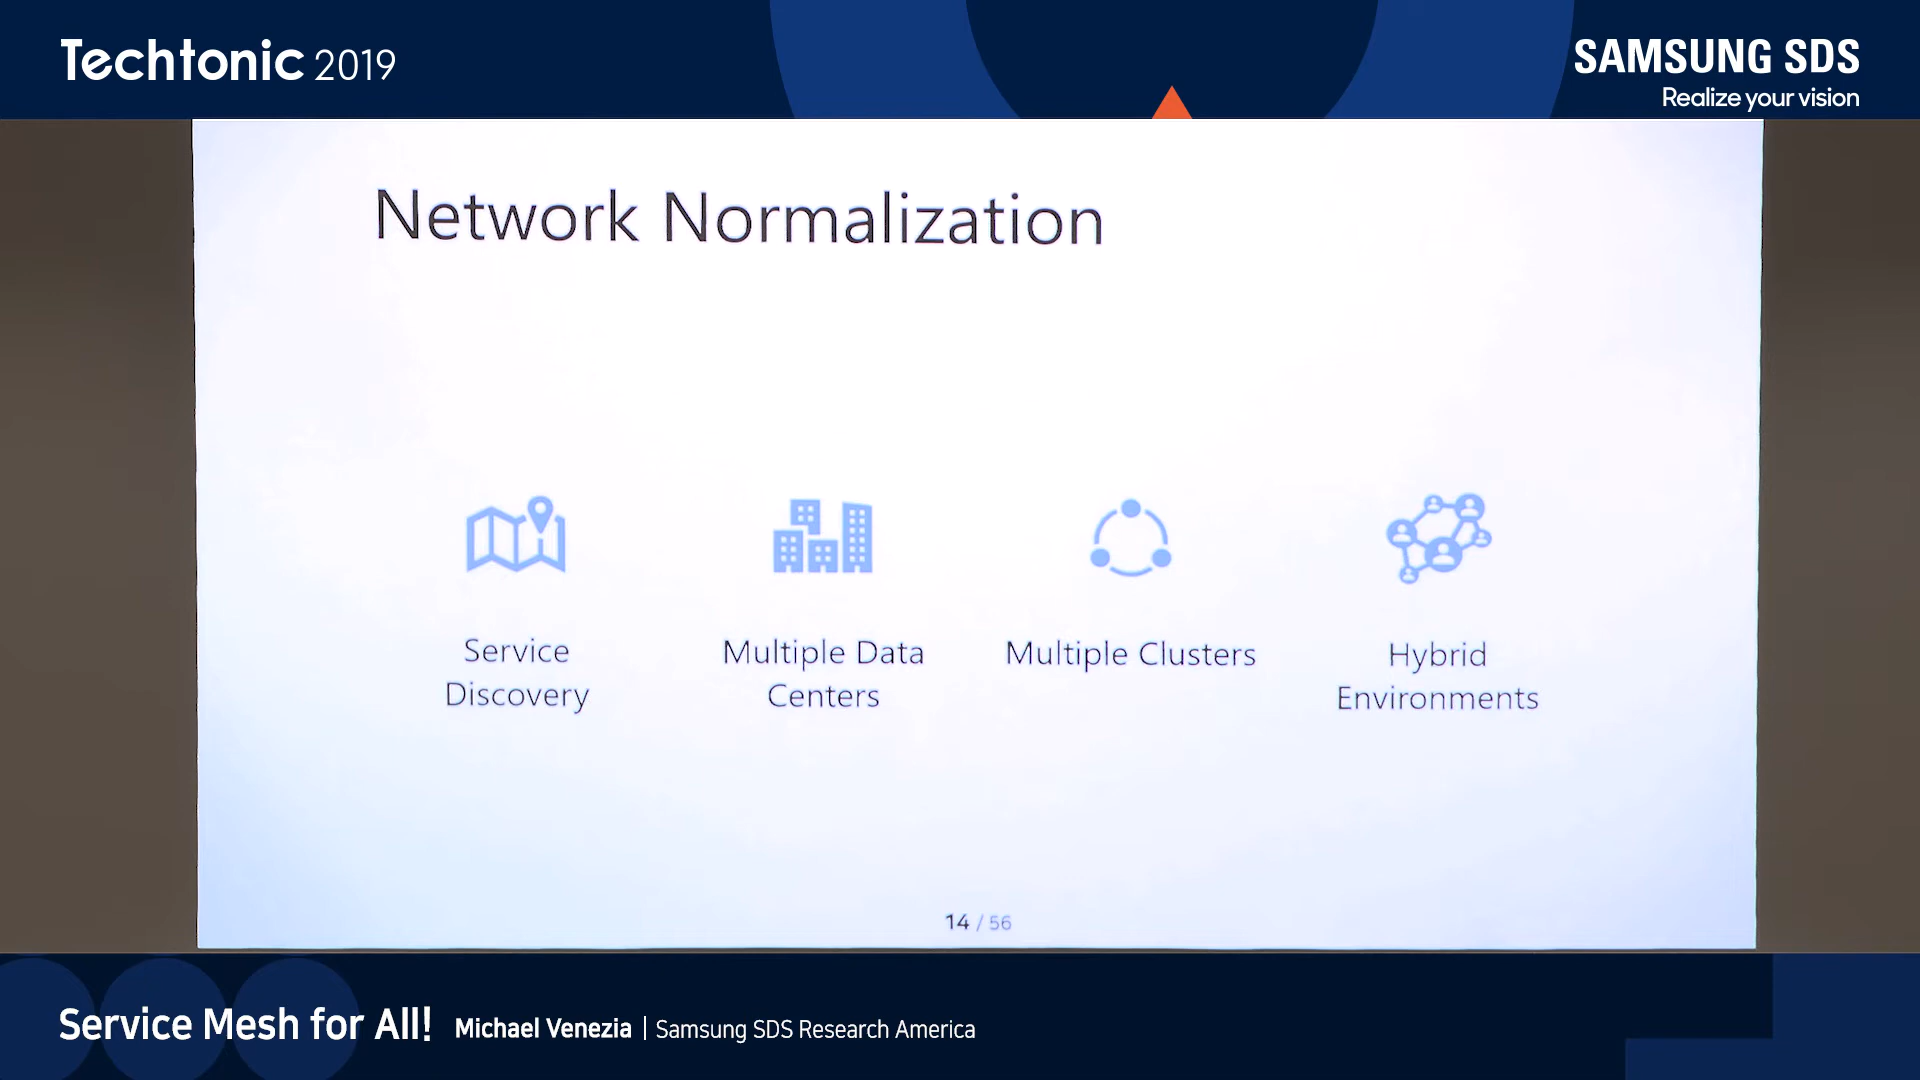 Techtonic 2019
SAMSUNG SDS
Realize your vision
Network Normalization
Service
Discovery
Multiple Data
Centers
Multiple Clusters
Hybrid
Environments
14 / 56
Service Mesh for All! Michael Venezia | Samsung SDS Research America